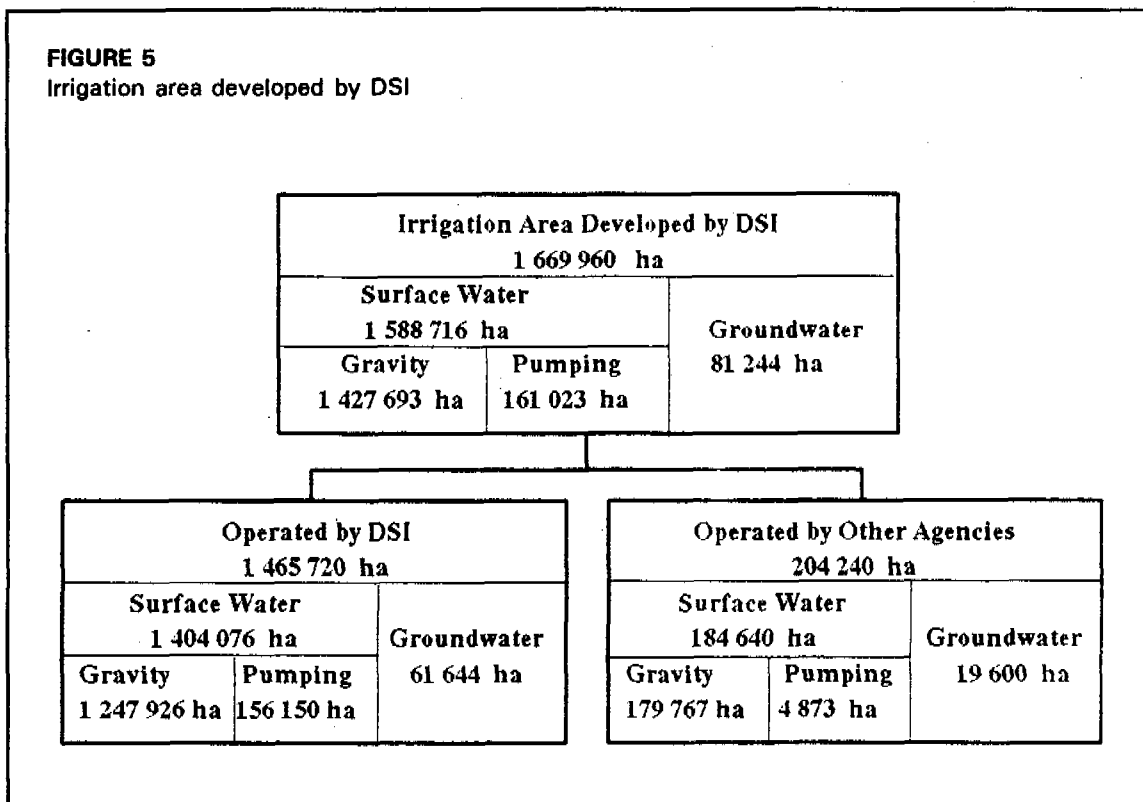 FIGURE 5
Irrigation area developed by DSI
Irrigation Area Developed by DSI
1 669 960 ha
Surface Water
1 588 716 ha
Gravity
1 427 693 ha
Pumping
161 023 ha
Groundwater
81 244 ha
Operated by DSI
1 465 720 ha
Surface Water
1 404 076 ha
Gravity
1 247 926 ha
Pumping
156 150 ha
Groundwater
61 644 ha
Operated by Other Agencies
204 240 ha
Surface Water
184 640 ha
Gravity
179 767 ha
Pumping
4 873 ha
Groundwater
19 600 ha